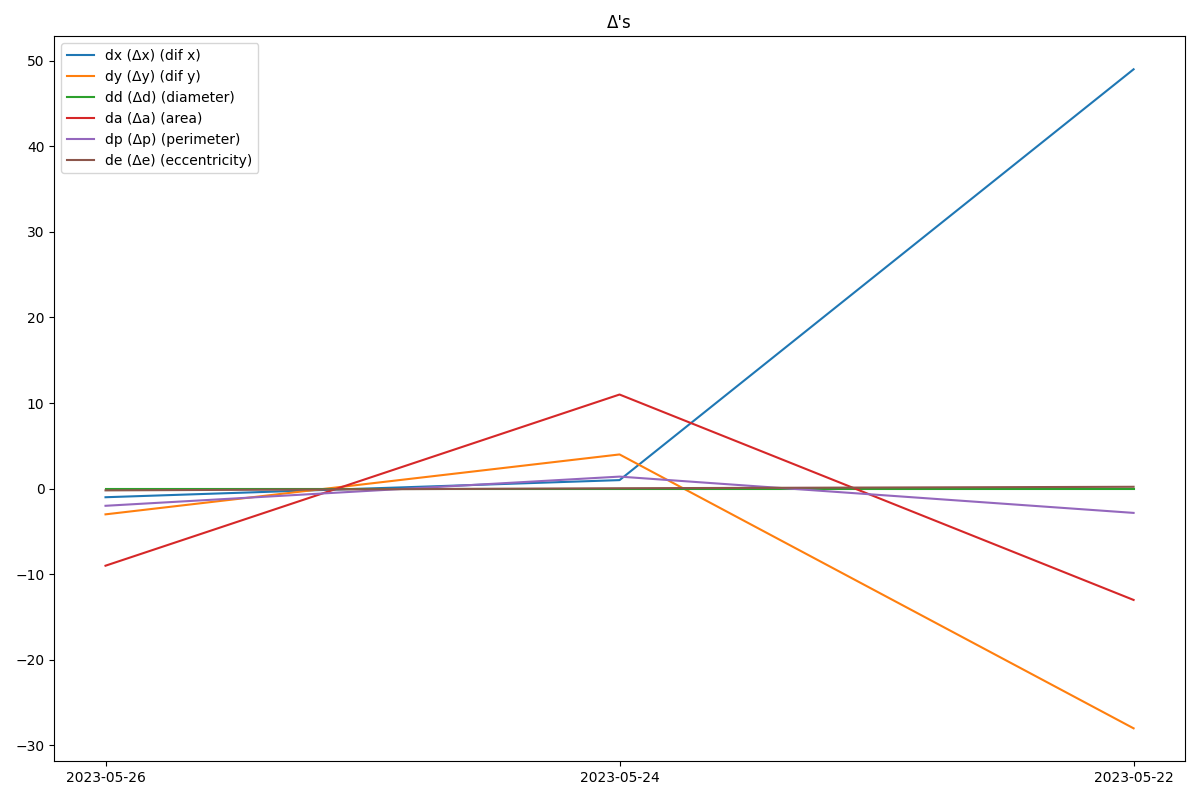 Δ's
dx (Δx) (dif x)
dy (Δy) (dif y)
dd (Δd) (diameter)
da (Δa) (area)
dp (Δp) (perimeter)
de (Δe) (eccentricity)
50
40
30
20
10
0
−10
−20
−30
2023-05-26
2023-05-24
2023-05-22